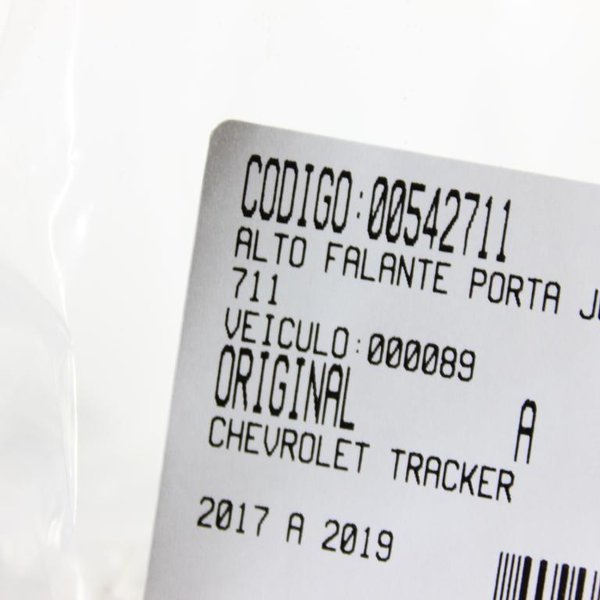 CODIGO:00542711
ALTO FALANTE PORTA
711
VEICULO:000089
ORIGINAL A
CHEVROLET TRACKER
2017 A 2019